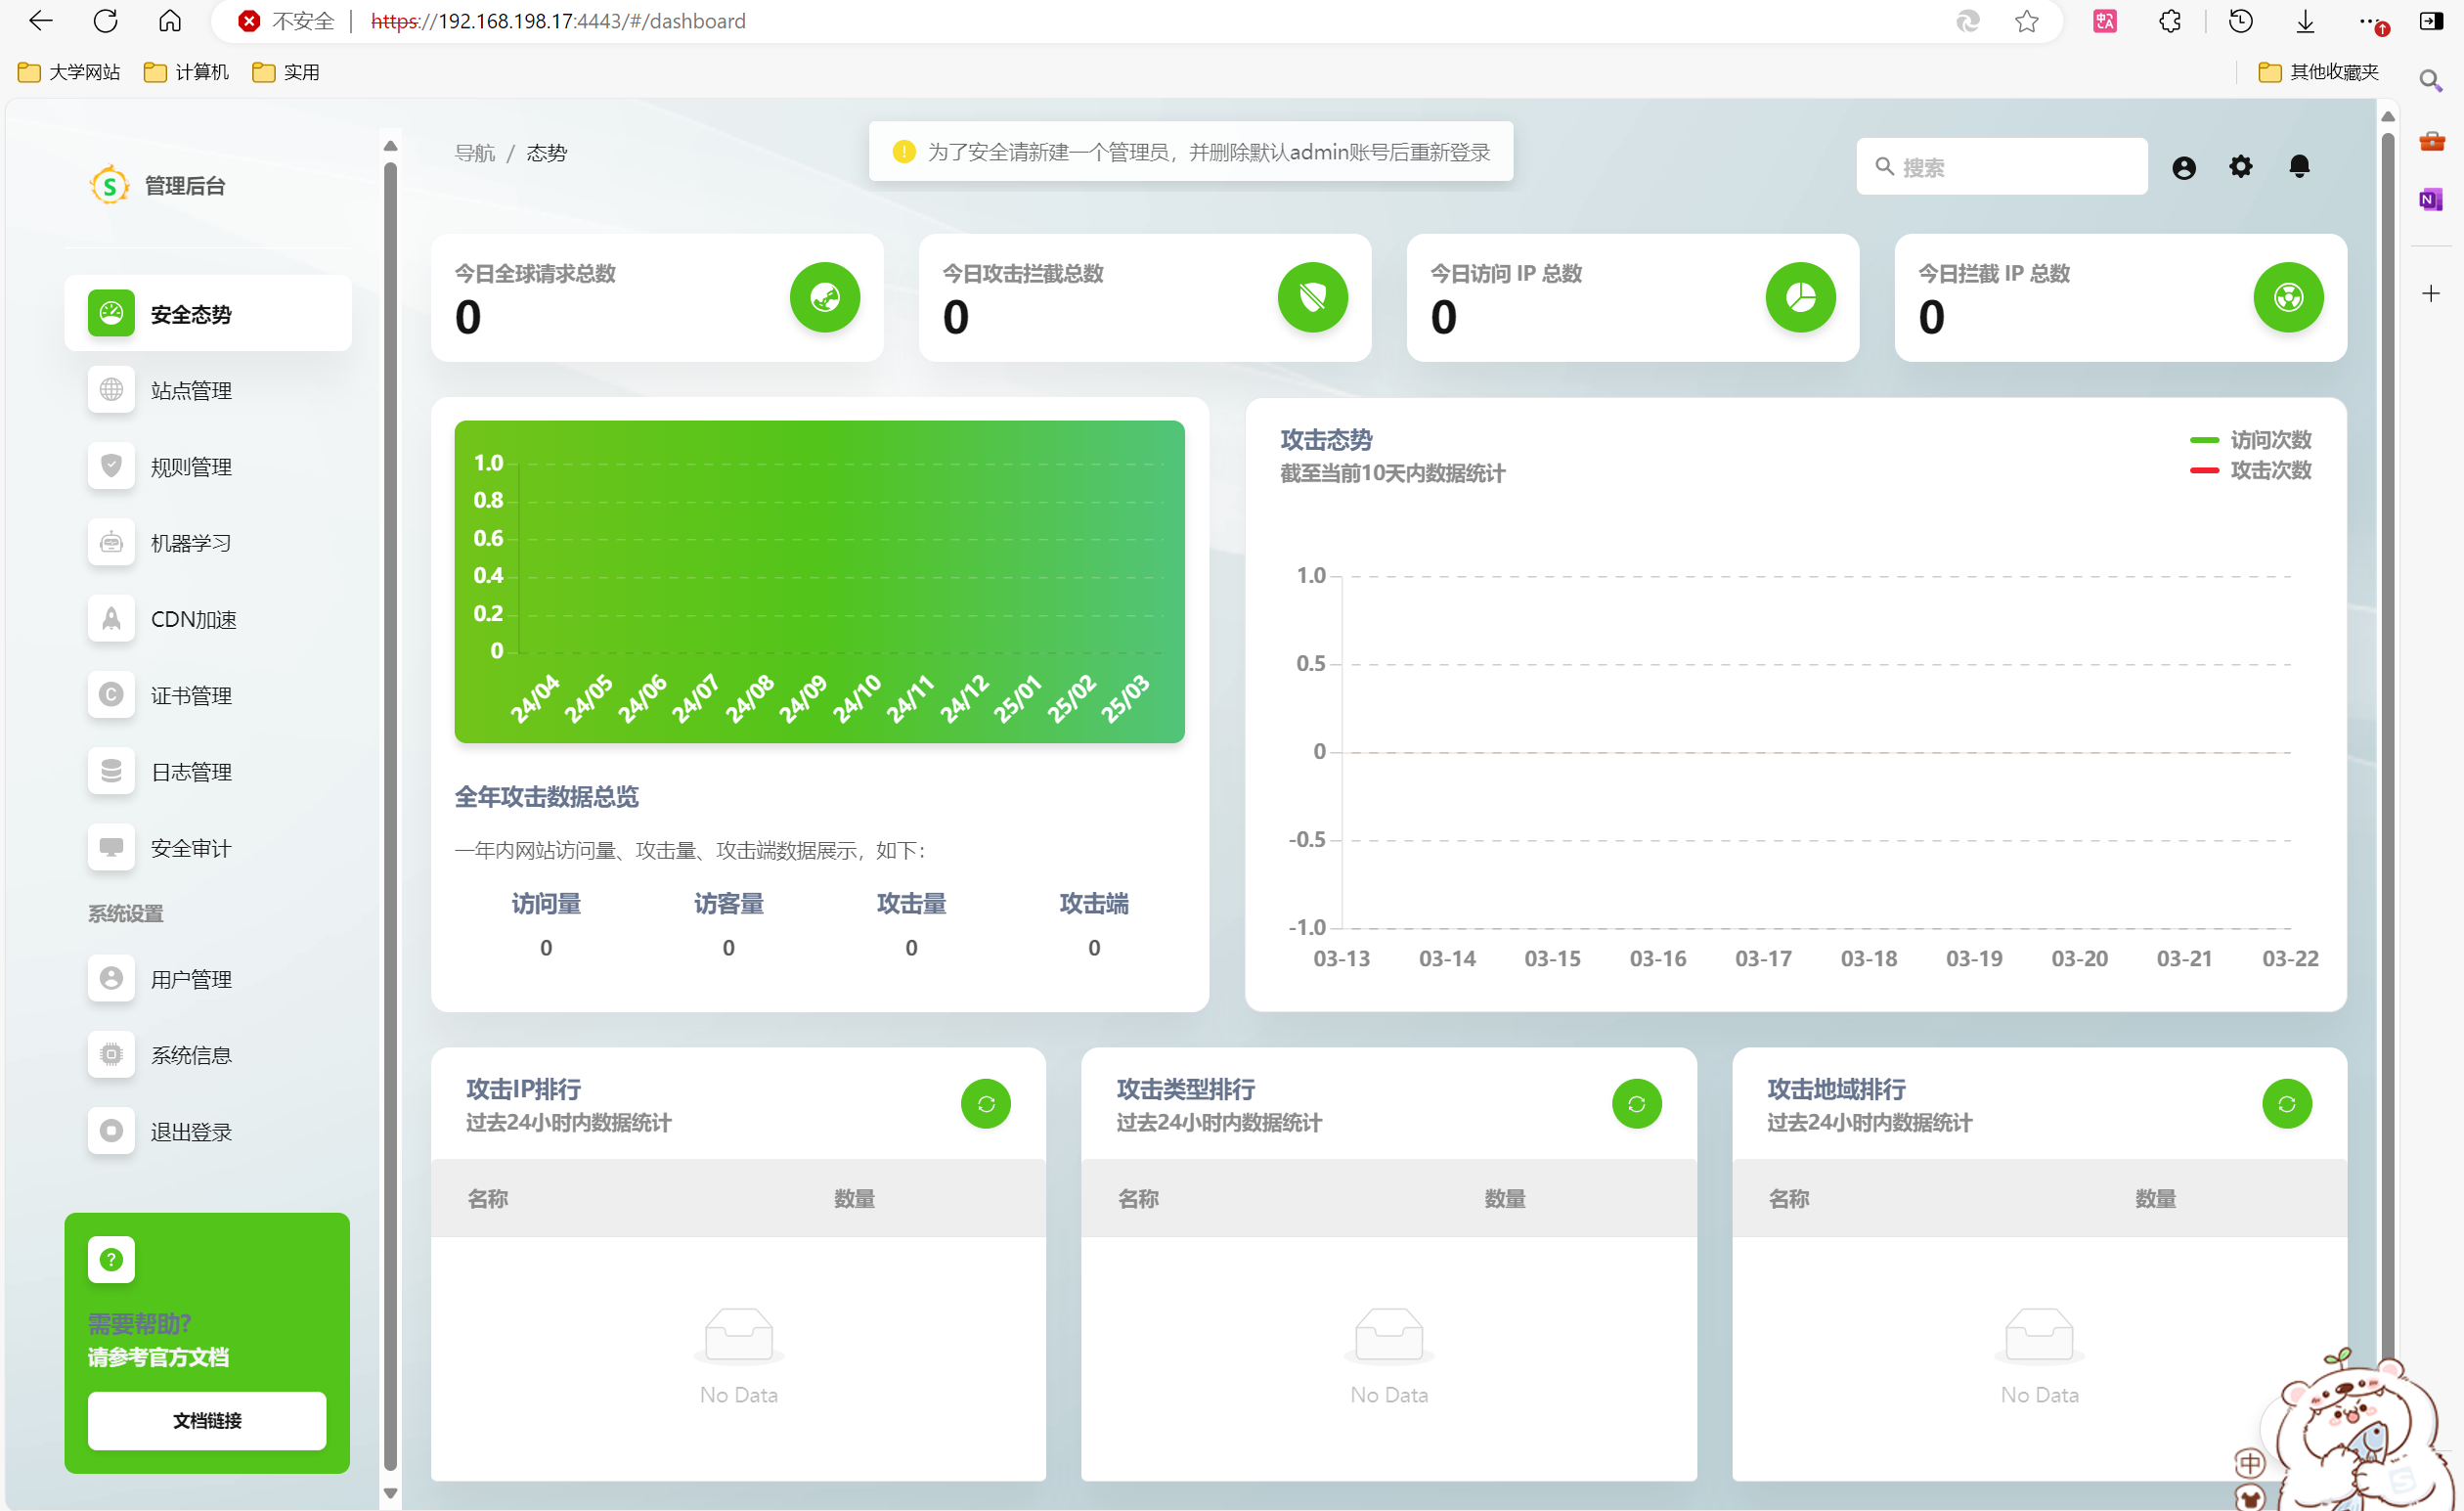 不安全 https://192.168.198.17:4443/#/dashboard
大学网站 计算机 实用 其他收藏夹
导航 / 态势
为了安全请新建一个管理员，并删除默认admin账号后重新登录
搜索
管理后台
安全态势
站点管理
规则管理
机器学习
CDN加速
证书管理
日志管理
安全审计
系统设置
用户管理
系统信息
退出登录
需要帮助?
请参考官方文档
文档链接
今日全球请求总数
0
今日攻击拦截总数
0
今日访问 IP 总数
0
今日拦截 IP 总数
0
1.0
0.8
0.6
0.4
0.2
0
24/04 24/05 24/06 24/07 24/08 24/09 24/10 24/11 24/12 25/01 25/02 25/03
全年攻击数据总览
一年内网站访问量、攻击量、攻击端数据展示，如下：
访问量 访客量 攻击量 攻击端
0 0 0 0
攻击态势
截至当前10天内数据统计
访问次数
攻击次数
1.0
0.5
0
-0.5
-1.0
03-13 03-14 03-15 03-16 03-17 03-18 03-19 03-20 03-21 03-22
攻击IP排行
过去24小时内数据统计
名称 数量
No Data
攻击类型排行
过去24小时内数据统计
名称 数量
No Data
攻击地域排行
过去24小时内数据统计
名称 数量
No Data
中